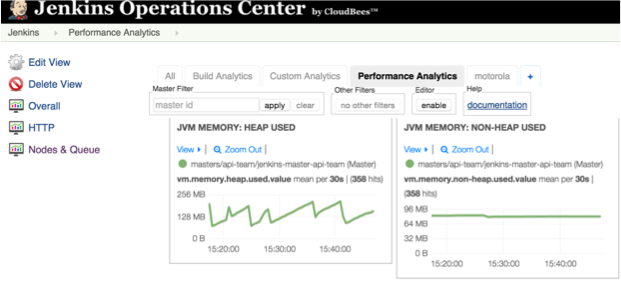 Jenkins Operations Center by CloudBees™
Jenkins Performance Analytics
Edit View
Delete View
Overall
HTTP
Nodes & Queue
All Build Analytics Custom Analytics Performance Analytics motorola +
Master Filter Other Filters Editor Help
master id apply clear no other filters enable documentation
JVM MEMORY: HEAP USED
View | Zoom Out |
masters/api-team/jenkins-master-api-team (Master)
vm.memory.heap.used.value mean per 30s | (358 hits)
256 MB
128 MB
0 B
15:20:00 15:30:00 15:40:00
JVM MEMORY: NON-HEAP USED
View | Zoom Out |
masters/api-team/jenkins-master-api-team (Master)
vm.memory.non-heap.used.value mean per 30s |
(358 hits)
96 MB
64 MB
32 MB
0 B
15:20:00 15:30:00 15:40:00